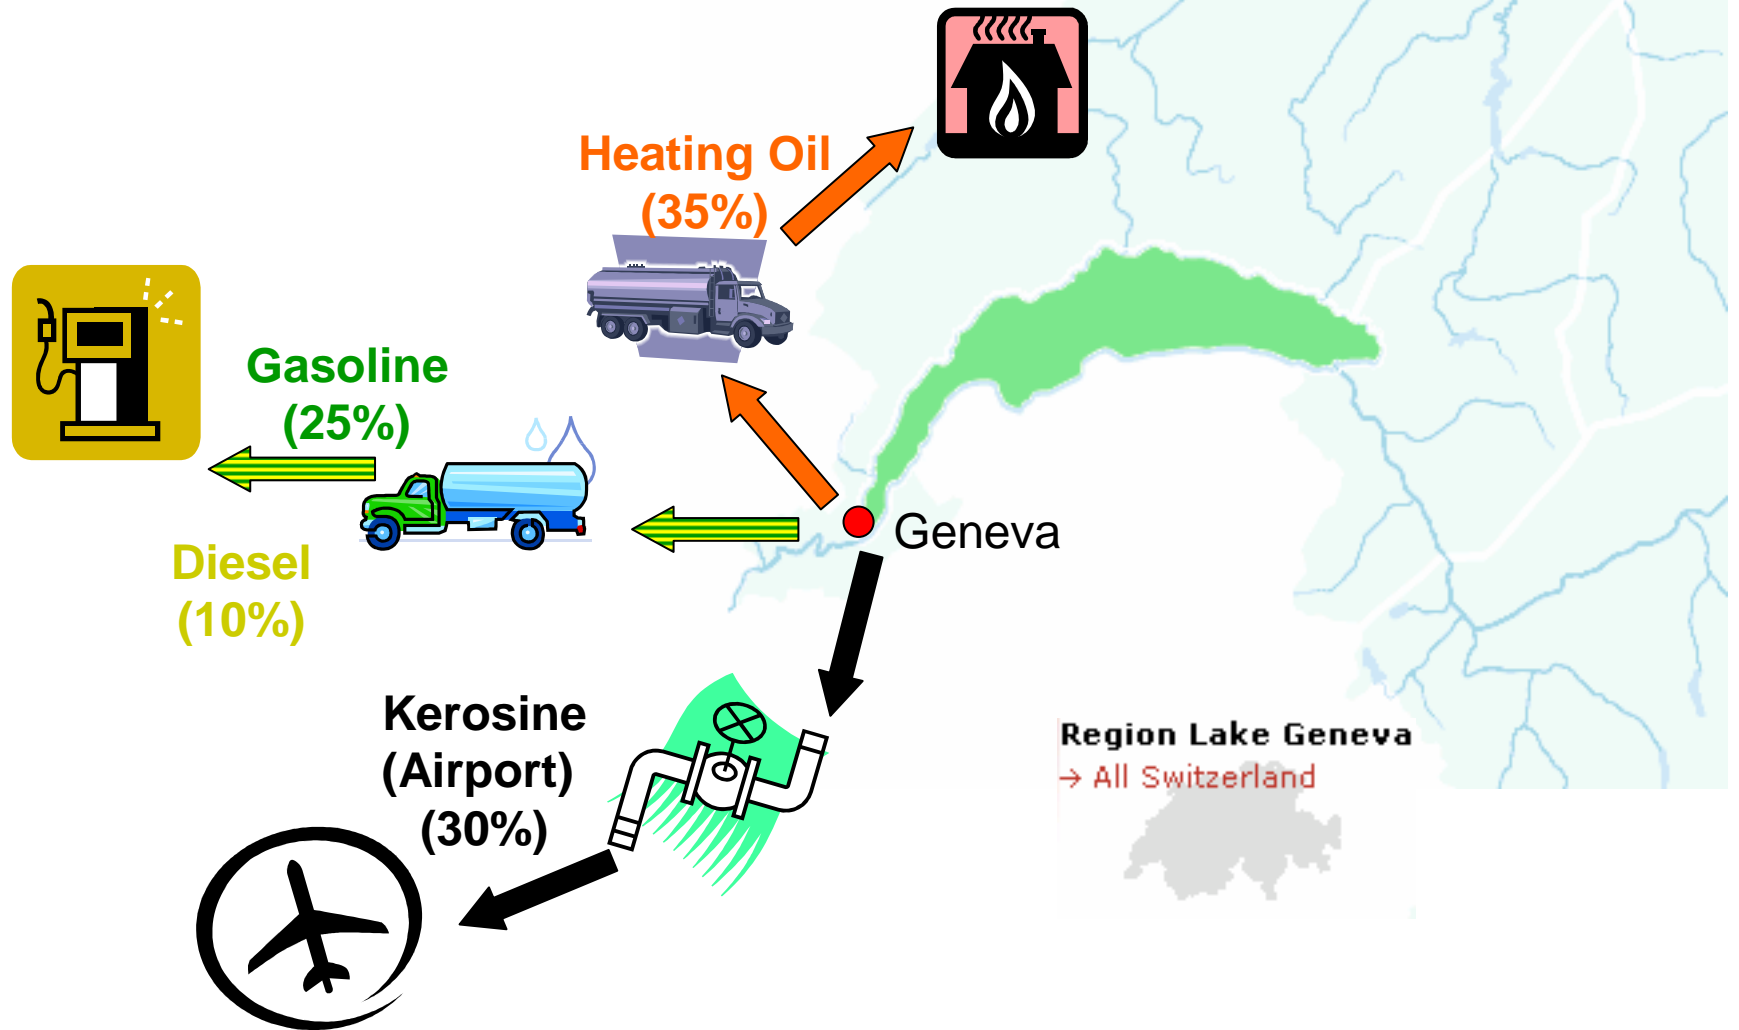 Heating Oil
(35%)
Gasoline
(25%)
Diesel
(10%)
Geneva
Kerosine
(Airport)
(30%)
Region Lake Geneva
→ All Switzerland